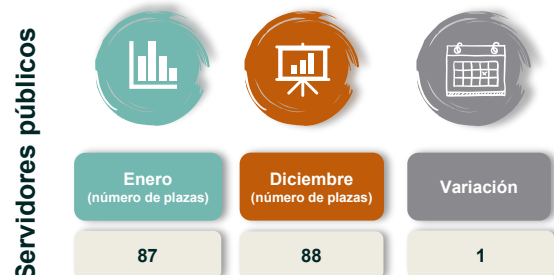 Servidores públicos
Enero
(número de plazas)
Diciembre
(número de plazas)
Variación
87
88
1